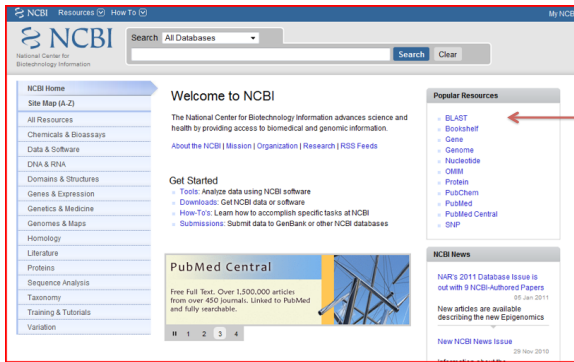 NCBI Resources How To My NCB
NCBI
National Center for
Biotechnology Information
Search All Databases
Search Clear
NCBI Home
Site Map (A-Z)
All Resources
Chemicals & Bioassays
Data & Software
DNA & RNA
Domains & Structures
Genes & Expression
Genetics & Medicine
Genomes & Maps
Homology
Literature
Proteins
Sequence Analysis
Taxonomy
Training & Tutorials
Variation
Welcome to NCBI
The National Center for Biotechnology Information advances science and
health by providing access to biomedical and genomic information.
About the NCBI | Mission | Organization | Research | RSS Feeds
Get Started
Tools: Analyze data using NCBI software
Downloads: Get NCBI data or software
How-To's: Learn how to accomplish specific tasks at NCBI
Submissions: Submit data to GenBank or other NCBI databases
PubMed Central
Free Full Text. Over 1,500,000 articles
from over 450 journals. Linked to PubMed
and fully searchable.
1 2 3 4
Popular Resources
BLAST
Bookshelf
Gene
Genome
Nucleotide
OMIM
Protein
PubChem
PubMed
PubMed Central
SNP
NCBI News
NAR's 2011 Database Issue is
out with 9 NCBI-Authored Papers
05 Jan 2011
New articles are available
describing the new Epigenomics
New NCBI News Issue
29 Nov 2010
Information about the